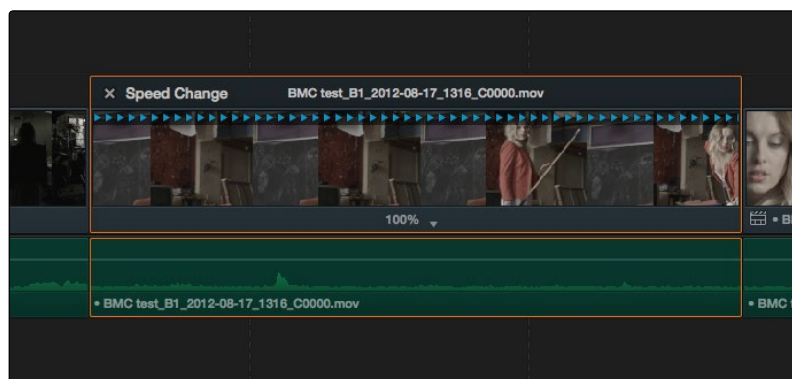 × Speed Change BMC test_B1_2012-08-17_1316_C0000.mov
100%
• B
• BMC test_B1_2012-08-17_1316_C0000.mov
• BMC